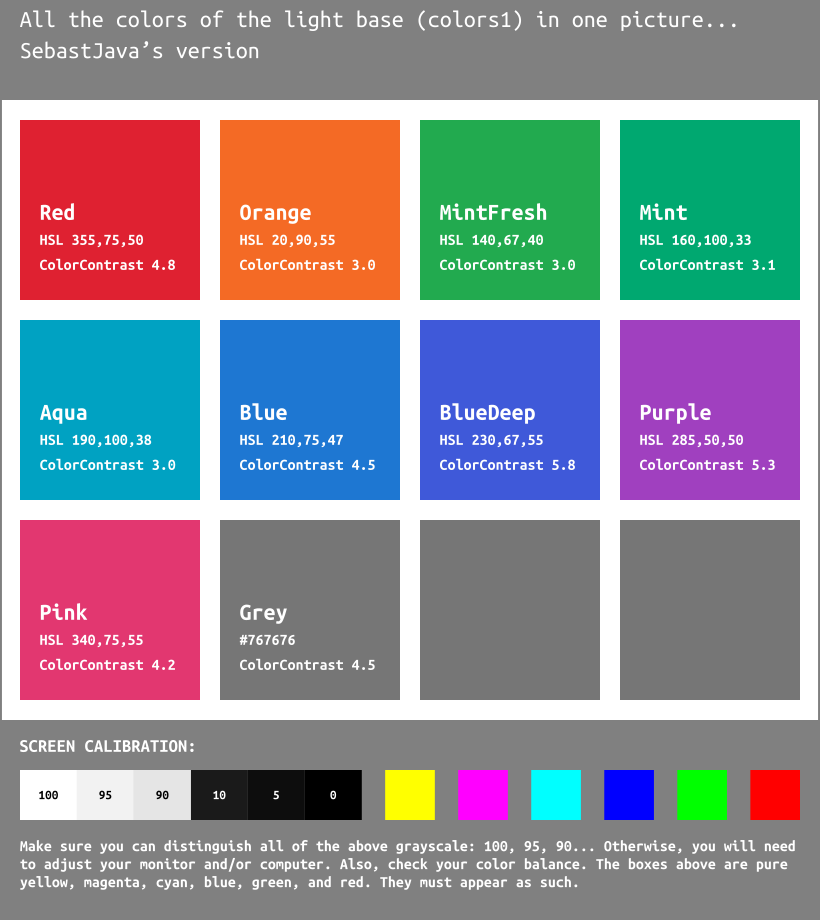 All the colors of the light base (colors1) in one picture...
SebastJava’s version
Red
HSL 355,75,50
ColorContrast 4.8
Orange
HSL 20,90,55
ColorContrast 3.0
MintFresh
HSL 140,67,40
ColorContrast 3.0
Mint
HSL 160,100,33
ColorContrast 3.1
Aqua
HSL 190,100,38
ColorContrast 3.0
Blue
HSL 210,75,47
ColorContrast 4.5
BlueDeep
HSL 230,67,55
ColorContrast 5.8
Purple
HSL 285,50,50
ColorContrast 5.3
Pink
HSL 340,75,55
ColorContrast 4.2
Grey
#767676
ColorContrast 4.5
SCREEN CALIBRATION:
100 95 90 10 5 0
Make sure you can distinguish all of the above grayscale: 100, 95, 90... Otherwise, you will need
to adjust your monitor and/or computer. Also, check your color balance. The boxes above are pure
yellow, magenta, cyan, blue, green, and red. They must appear as such.